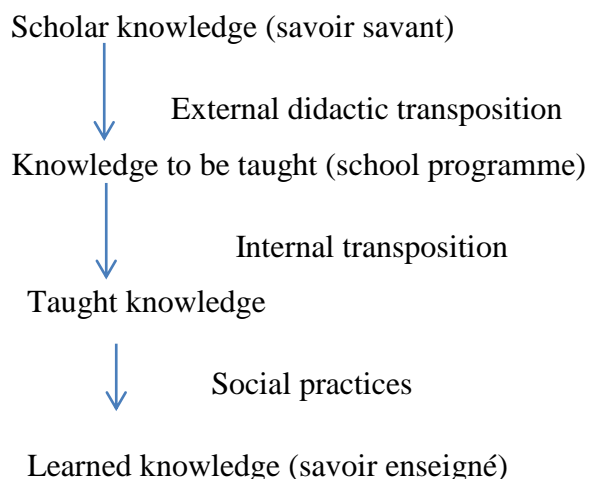 Scholar knowledge (savoir savant)
External didactic transposition
Knowledge to be taught (school programme)
Internal transposition
Taught knowledge
Social practices
Learned knowledge (savoir enseigné)